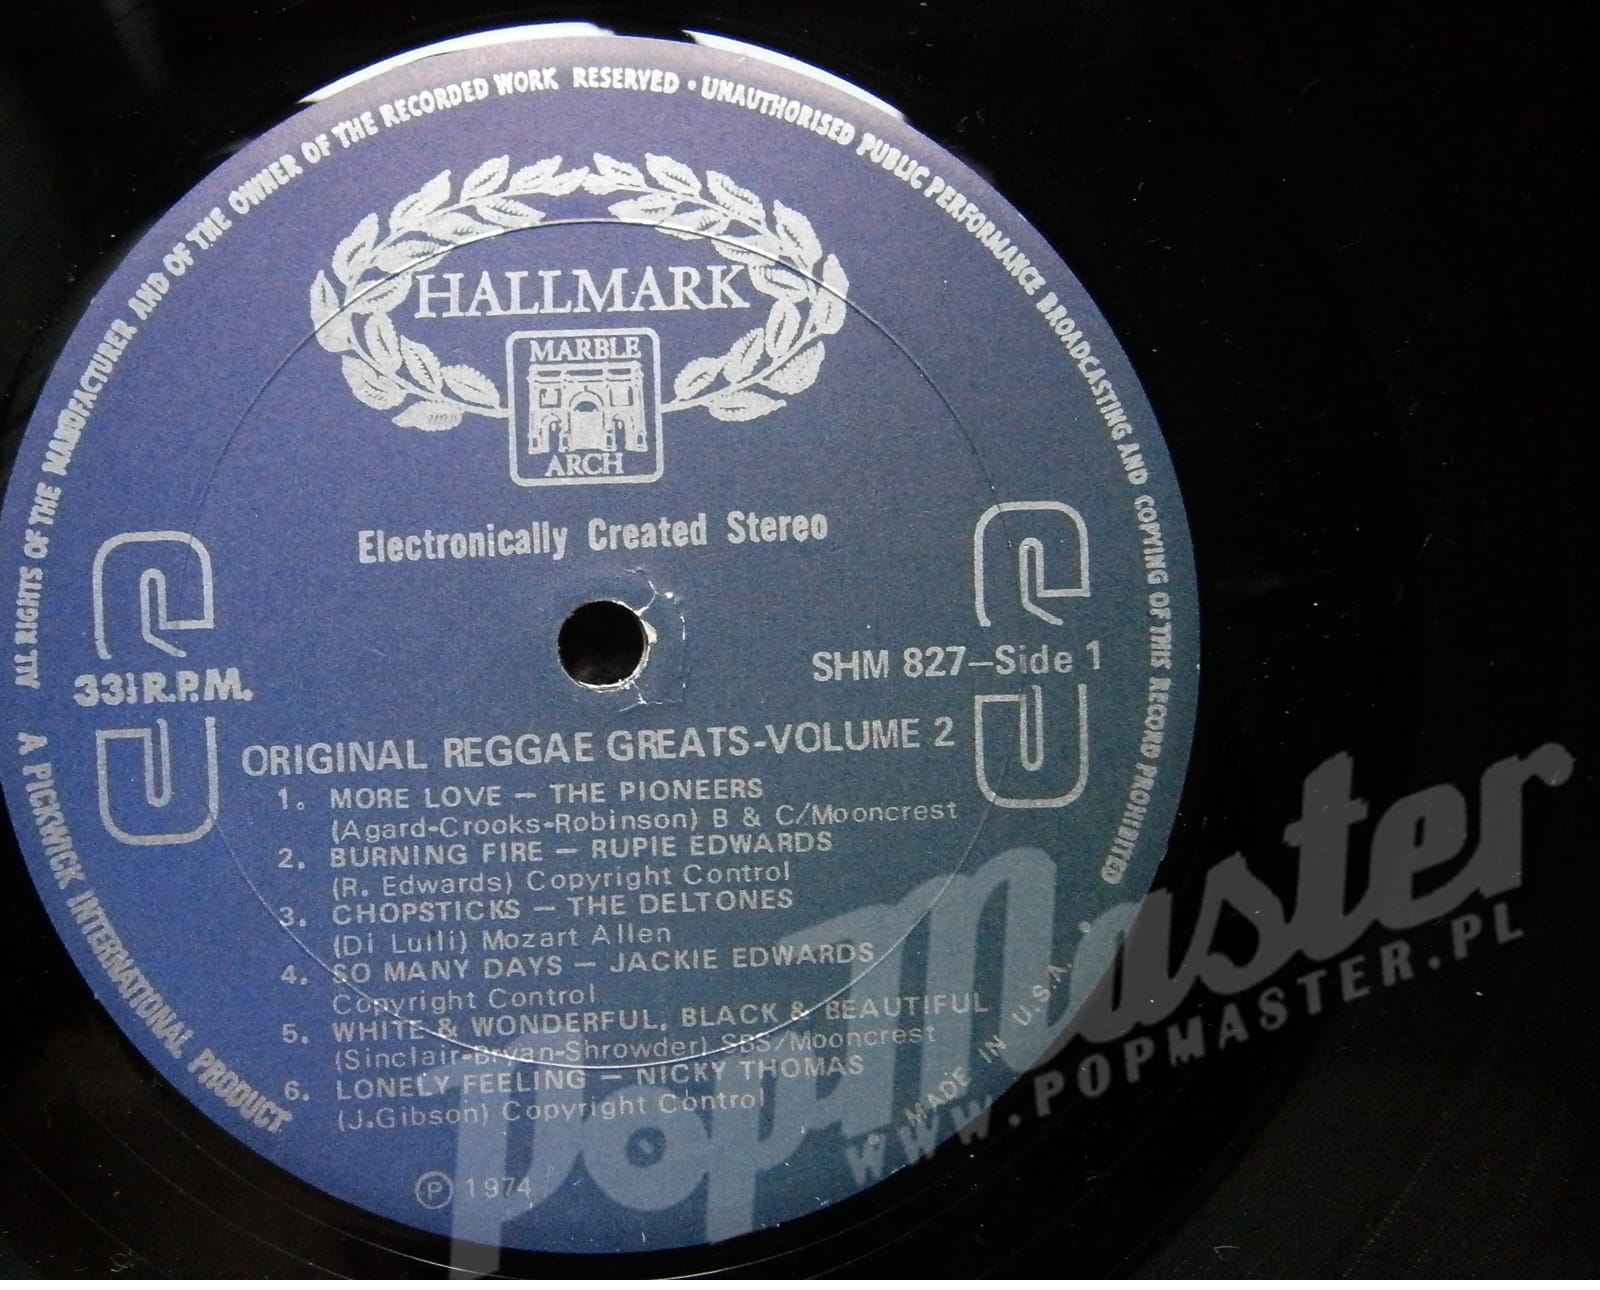 ALL RIGHTS OF THE MANUFACTURER AND OF THE OWNER OF THE RECORDED WORK RESERVED • UNAUTHORISED PUBLIC PERFORMANCE BROADCASTING AND COPYING OF THIS RECORD PROHIBITED
HALLMARK
MARBLE
ARCH
Electronically Created Stereo
33⅓ R.P.M.
SHM 827–Side 1
ORIGINAL REGGAE GREATS-VOLUME 2
1. MORE LOVE – THE PIONEERS
(Agard-Crooks-Robinson) B & C/Mooncrest
2. BURNING FIRE – RUPIE EDWARDS
(R. Edwards) Copyright Control
3. CHOPSTICKS – THE DELTONES
(Di Lulli) Mozart Allen
4. SO MANY DAYS – JACKIE EDWARDS
Copyright Control
5. WHITE & WONDERFUL, BLACK & BEAUTIFUL
(Sinclair-Bryan-Shrowder) SBS/Mooncrest
6. LONELY FEELING – NICKY THOMAS
(J.Gibson) Copyright Control
℗ 1974
A PICKWICK INTERNATIONAL PRODUCT
• MADE IN U.S.A. •
PopMaster
WWW.POPMASTER.PL